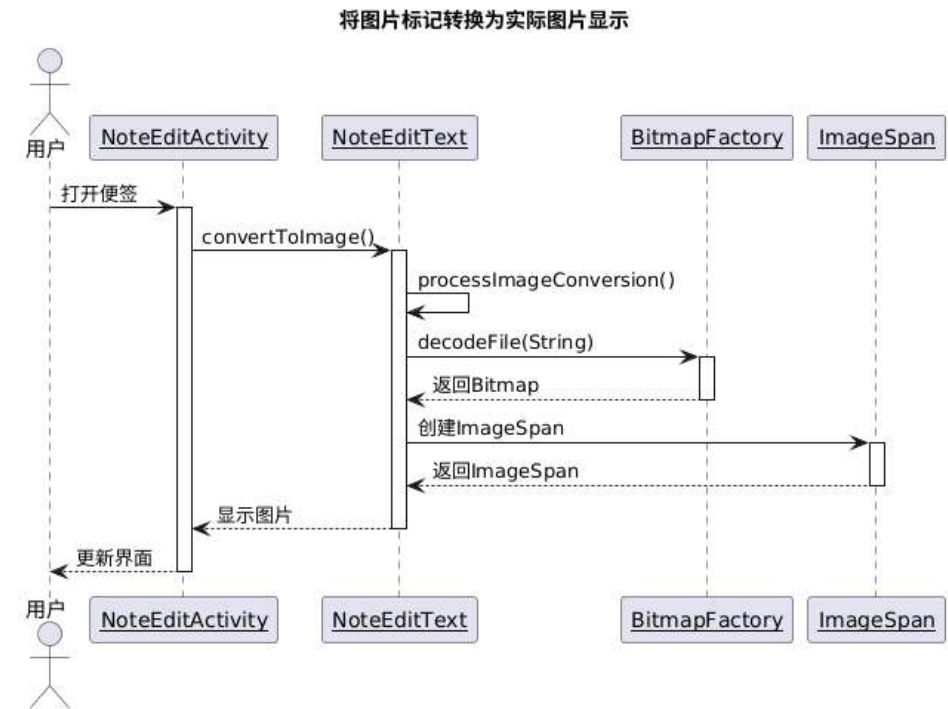 将图片标记转换为实际图片显示
用户
NoteEditActivity
NoteEditText
BitmapFactory
ImageSpan
打开便签
convertToImage()
processImageConversion()
decodeFile(String)
返回Bitmap
创建ImageSpan
返回ImageSpan
显示图片
更新界面
用户
NoteEditActivity
NoteEditText
BitmapFactory
ImageSpan